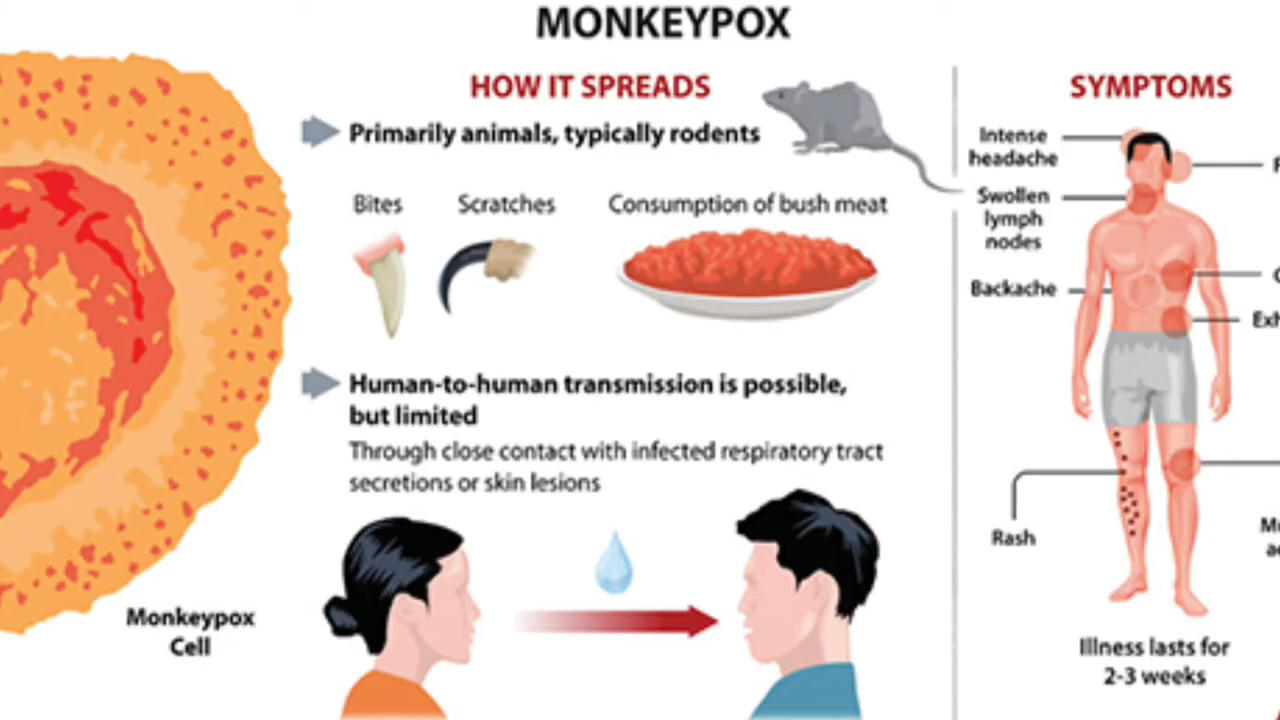 MONKEYPOX
HOW IT SPREADS
Primarily animals, typically rodents
Bites
Scratches
Consumption of bush meat
Human-to-human transmission is possible,
but limited
Through close contact with infected respiratory tract
secretions or skin lesions
Monkeypox
Cell
SYMPTOMS
Intense
headache
Swollen
lymph
nodes
Backache
Rash
Illness lasts for
2-3 weeks